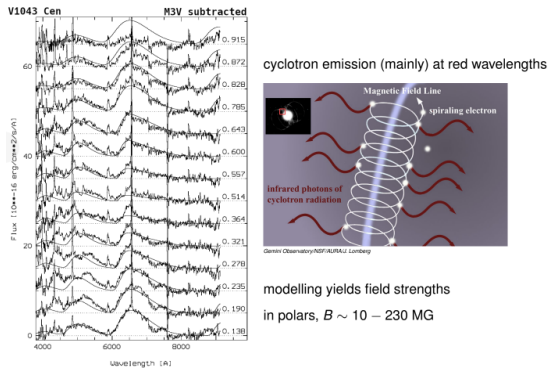 V1043 Cen M3V subtracted
0.915
0.872
0.828
0.785
0.643
0.600
0.557
0.514
0.364
0.321
0.278
0.235
0.190
0.138
60
40
20
0
Flux [10**-16 erg/cm**2/s/A]
4000 6000 8000
Wavelength [A]
cyclotron emission (mainly) at red wavelengths
Magnetic Field Line
spiraling electron
infrared photons of
cyclotron radiation
Gemini Observatory/NSF/AURA/J. Lomberg
modelling yields field strengths
in polars, B ∼ 10 − 230 MG